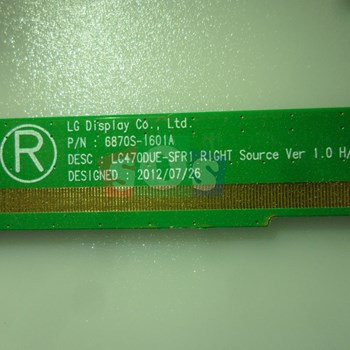 LG Display Co., Ltd.
P/N : 6870S-1601A
R DESC : LC470DUE-SFR1 RIGHT Source Ver 1.0 H/
DESIGNED : 2012/07/26